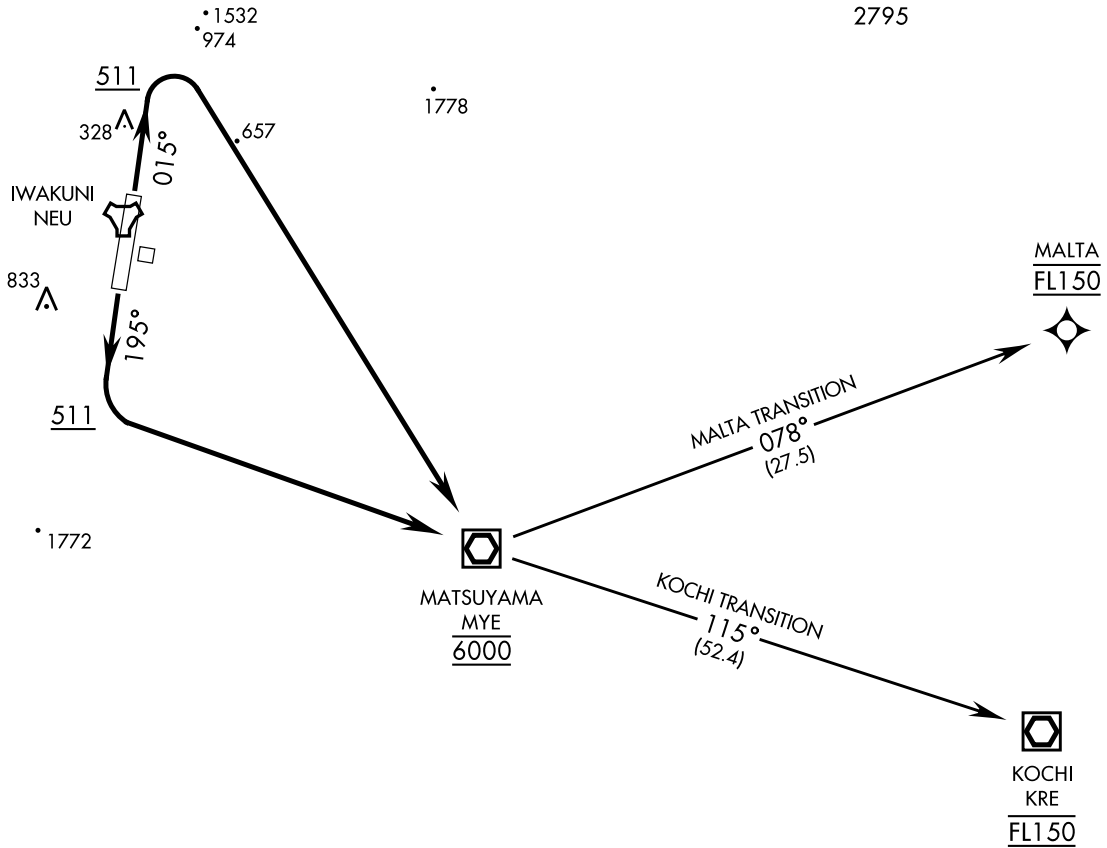 1532
2795
974
511
1778
328
657
015°
IWAKUNI
NEU
MALTA
FL150
833
195°
MALTA TRANSITION
078°
(27.5)
511
1772
KOCHI TRANSITION
115°
(52.4)
MATSUYAMA
MYE
6000
KOCHI
KRE
FL150